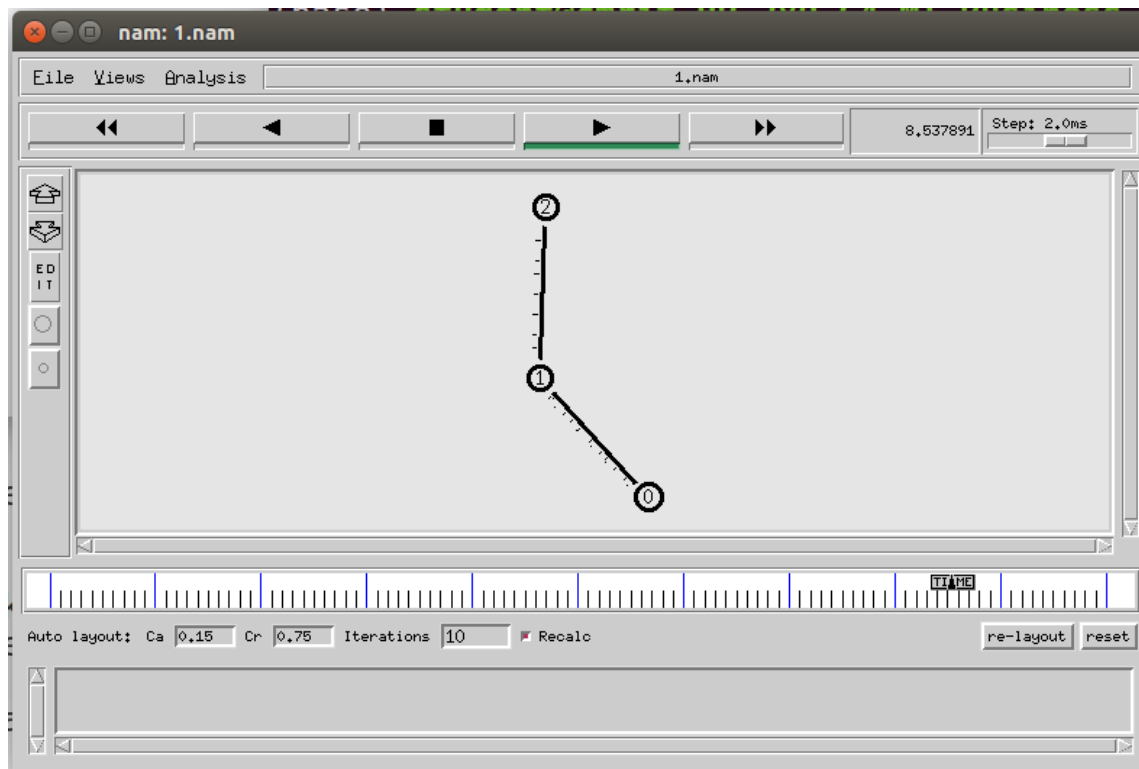 nam: 1.nam
File Views Analysis 1.nam
8.537891 Step: 2.0ms
2
ED
IT
1
0
TIME
Auto layout: Ca 0.15 Cr 0.75 Iterations 10 Recalc re-layout reset